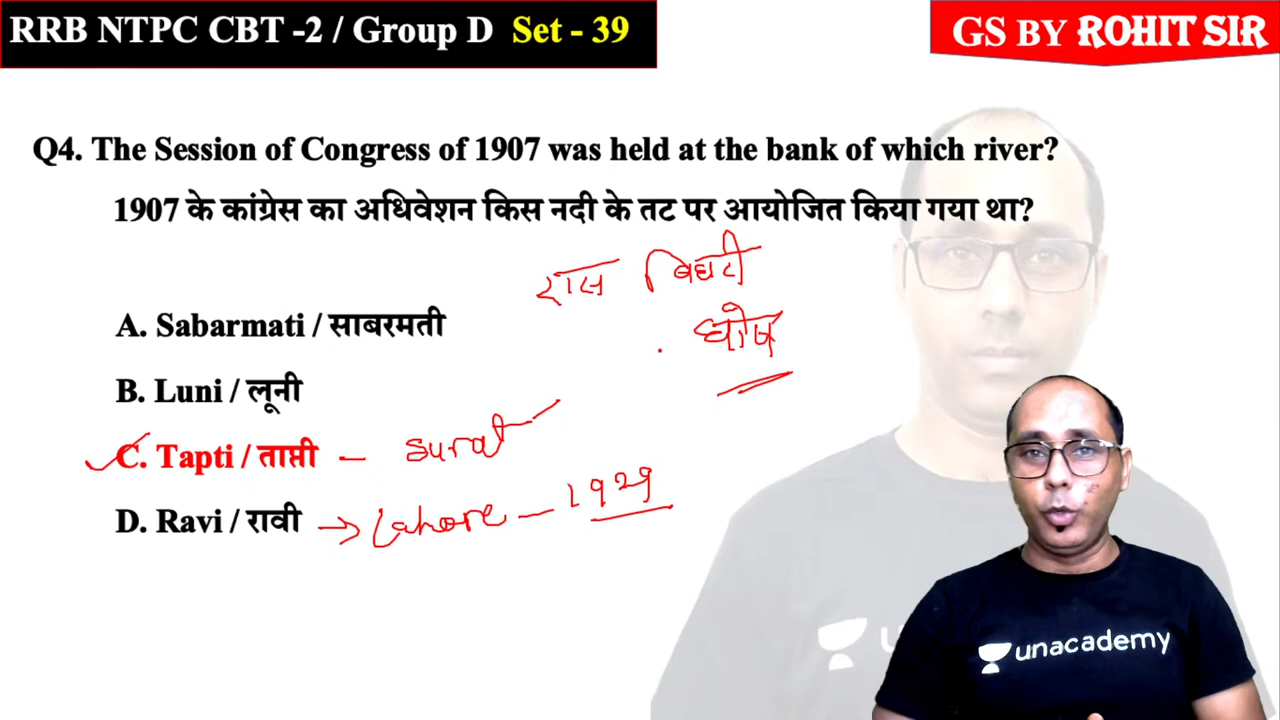 RRB NTPC CBT -2 / Group D Set - 39
GS BY ROHIT SIR
Q4. The Session of Congress of 1907 was held at the bank of which river?
1907 के कांग्रेस का अधिवेशन किस नदी के तट पर आयोजित किया गया था?
रास बिहारी
घोष
A. Sabarmati / साबरमती
B. Luni / लूनी
C. Tapti / ताप्ती - Surat
D. Ravi / रावी → Lahore - 1929
unacademy